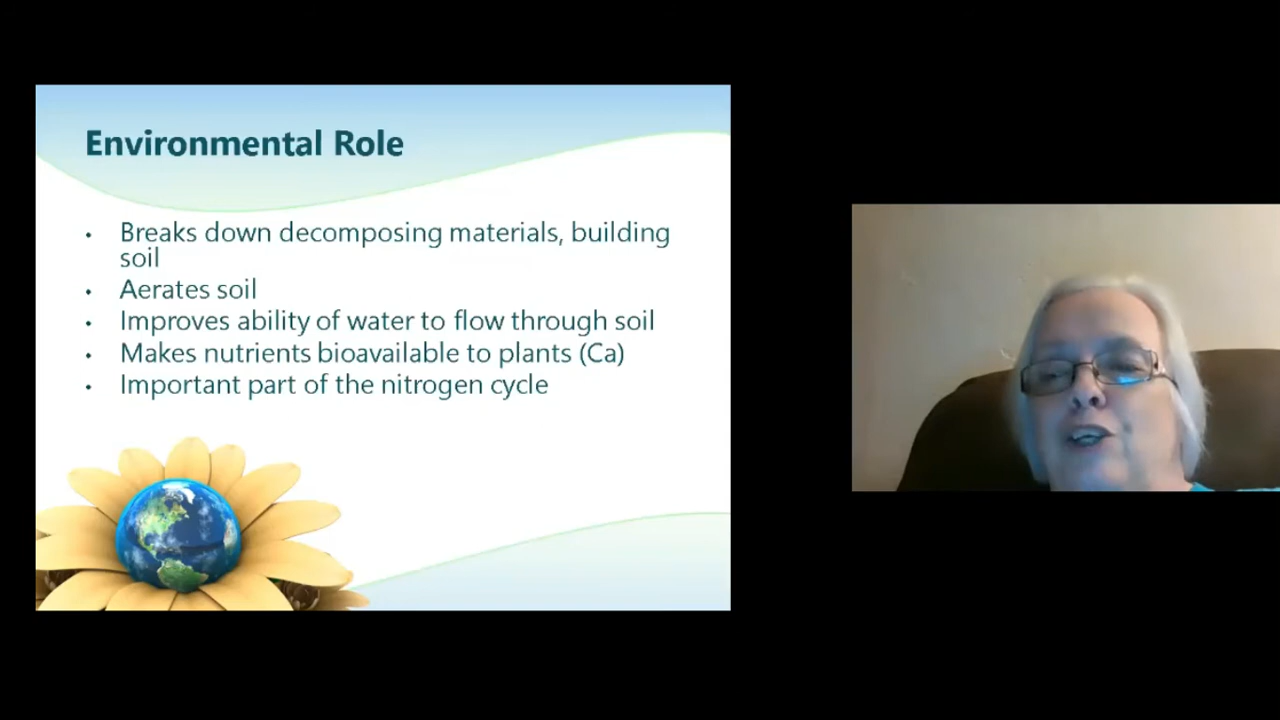 Environmental Role
• Breaks down decomposing materials, building
soil
• Aerates soil
• Improves ability of water to flow through soil
• Makes nutrients bioavailable to plants (Ca)
• Important part of the nitrogen cycle